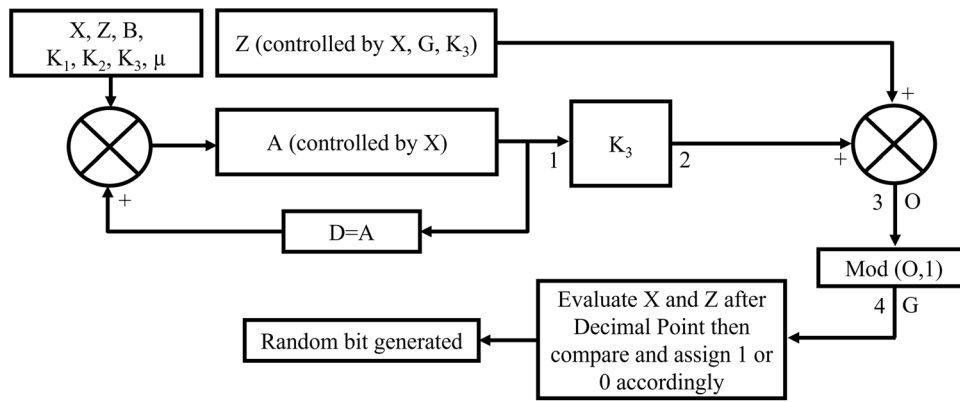 X, Z, B,
K₁, K₂, K₃, µ
Z (controlled by X, G, K₃)
+
A (controlled by X)
1
K₃
2
+
+
3 O
D=A
Mod (O,1)
4 G
Evaluate X and Z after
Decimal Point then
compare and assign 1 or
0 accordingly
Random bit generated